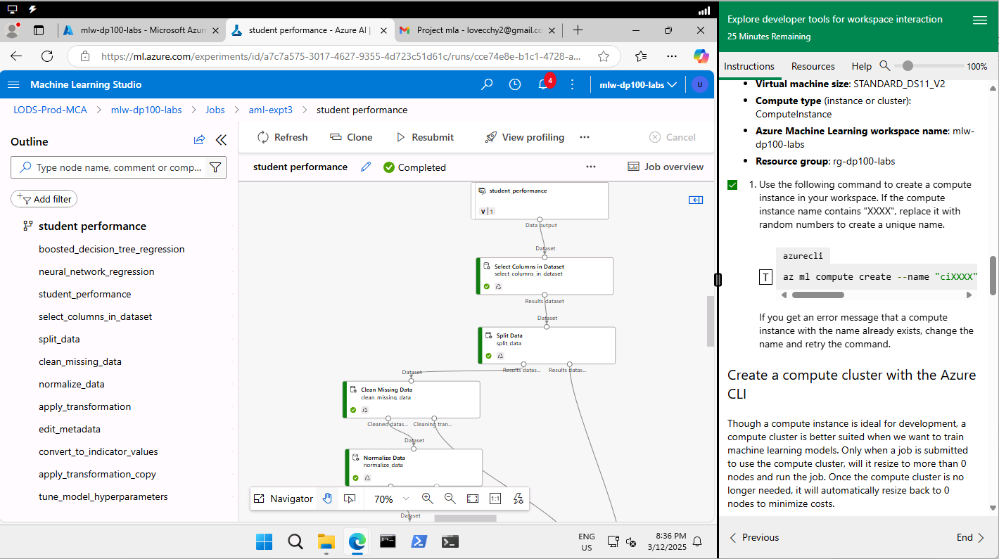 mlw-dp100-labs - Microsoft Azure
student performance - Azure AI |
Project mla - lovecchy2@gmail.co
https://ml.azure.com/experiments/id/a7c7a575-3017-4627-9355-4d723c51d61c/runs/cce74e8e-b1c1-4728-a...
Machine Learning Studio
4
mlw-dp100-labs
U
LODS-Prod-MCA > mlw-dp100-labs > Jobs > aml-expt3 > student performance
Outline
Type node name, comment or comp...
Add filter
student performance
boosted_decision_tree_regression
neural_network_regression
student_performance
select_columns_in_dataset
split_data
clean_missing_data
normalize_data
apply_transformation
edit_metadata
convert_to_indicator_values
apply_transformation_copy
tune_model_hyperparameters
Refresh
Clone
Resubmit
View profiling
...
Cancel
student performance
Completed
...
Job overview
student_performance
v | 1
Data output
Dataset
Select Columns in Dataset
select_columns_in_dataset
Results dataset
Dataset
Split Data
split_data
Results datas...
Results datas...
Dataset
Clean Missing Data
clean_missing_data
Cleaned datas...
Cleaning tran...
Dataset
Normalize Data
normalize_data
Navigator
70%
1:1
Dataset
ENG
US
8:36 PM
3/12/2025
Explore developer tools for workspace interaction
25 Minutes Remaining
Instructions
Resources
Help
100%
• Virtual machine size: STANDARD_DS11_V2
• Compute type (instance or cluster):
ComputeInstance
• Azure Machine Learning workspace name: mlw-
dp100-labs
• Resource group: rg-dp100-labs
1. Use the following command to create a compute
instance in your workspace. If the compute
instance name contains "XXXX", replace it with
random numbers to create a unique name.
azurecli
T
az ml compute create --name "ciXXXX"
If you get an error message that a compute
instance with the name already exists, change the
name and retry the command.
Create a compute cluster with the Azure
CLI
Though a compute instance is ideal for development, a
compute cluster is better suited when we want to train
machine learning models. Only when a job is submitted
to use the compute cluster, will it resize to more than 0
nodes and run the job. Once the compute cluster is no
longer needed, it will automatically resize back to 0
nodes to minimize costs.
Previous
End